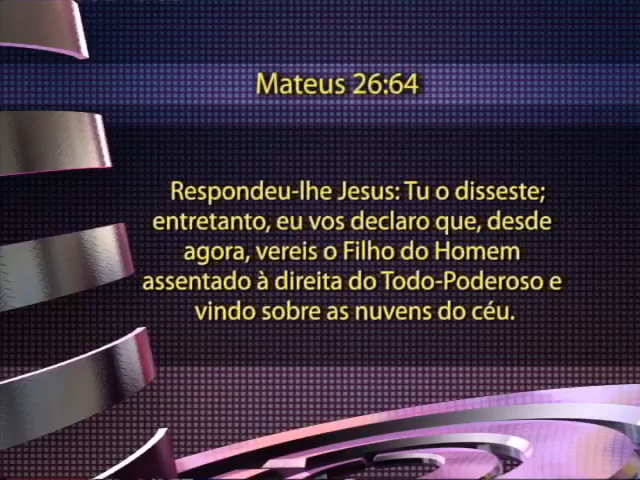 Mateus 26:64
Respondeu-lhe Jesus: Tu o disseste;
entretanto, eu vos declaro que, desde
agora, vereis o Filho do Homem
assentado à direita do Todo-Poderoso e
vindo sobre as nuvens do céu.